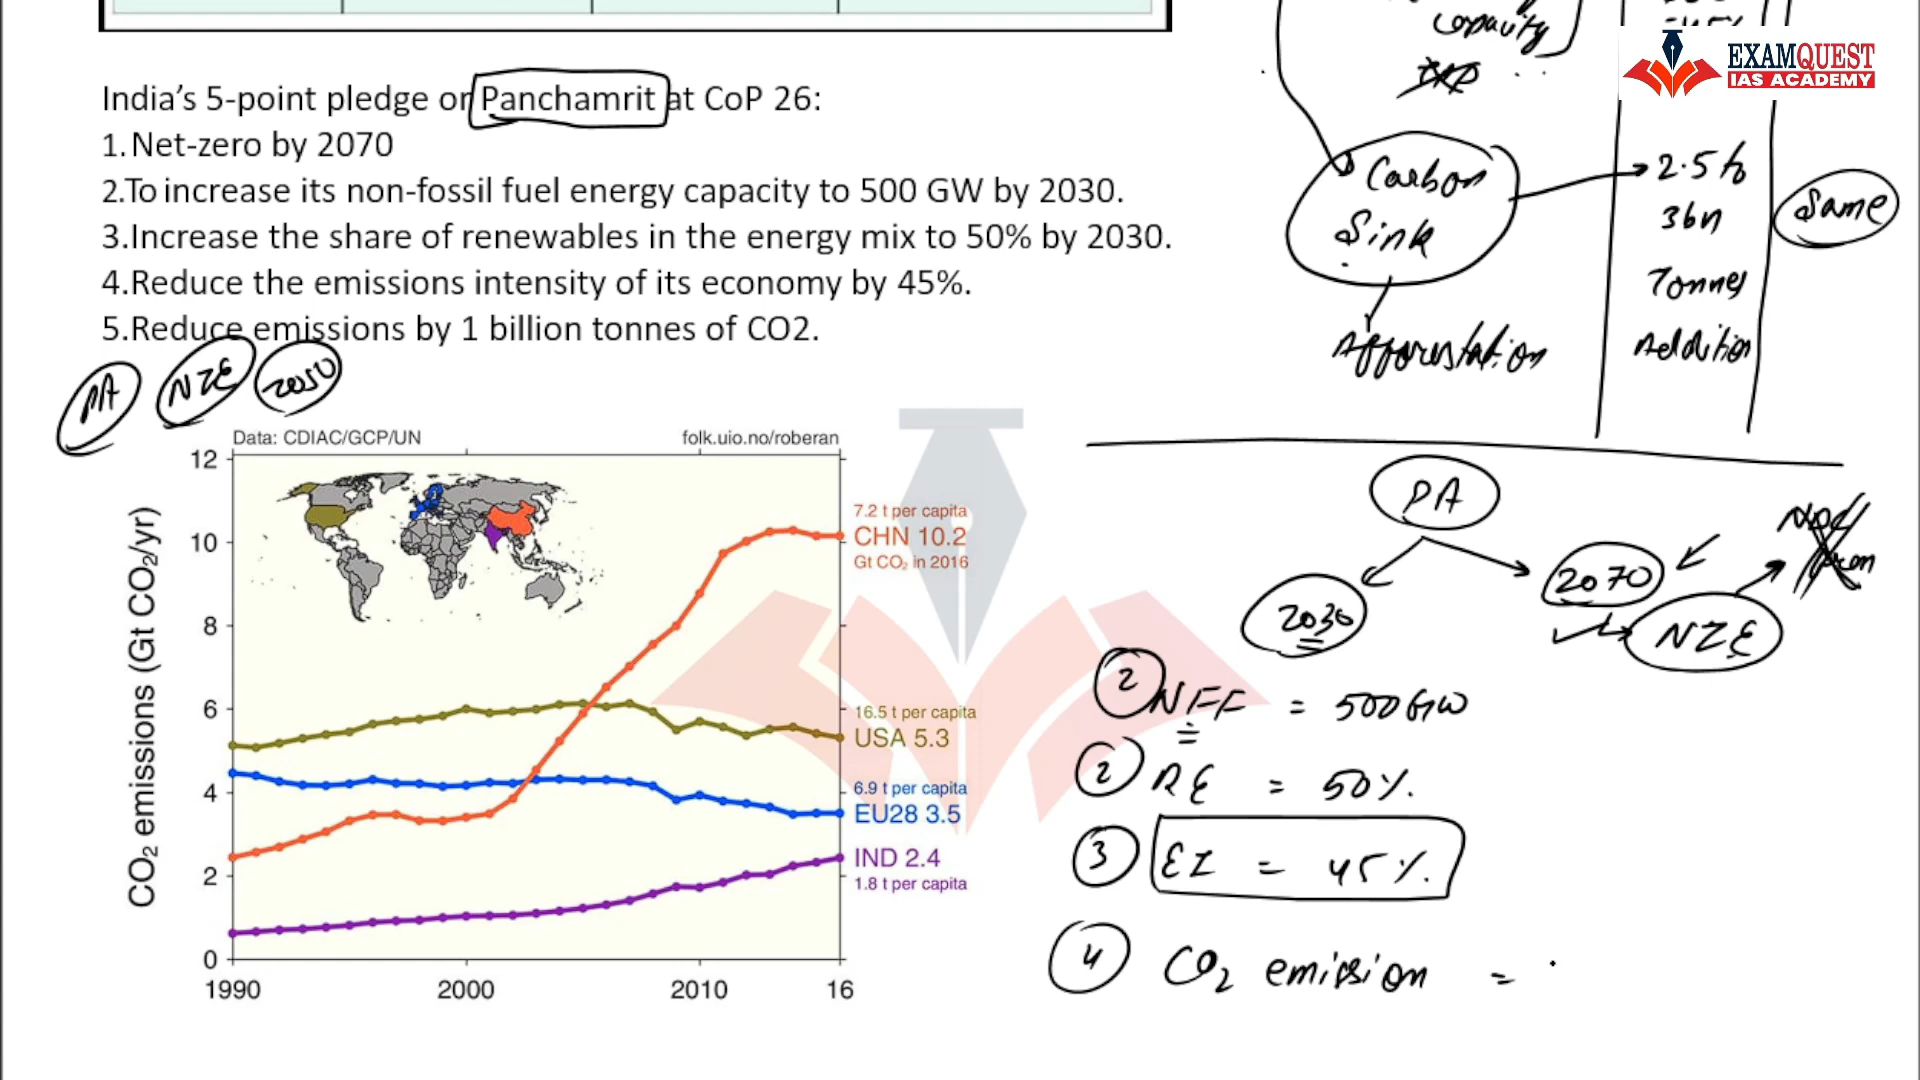 Capacity
EXAMQUEST
IAS ACADEMY
India's 5-point pledge or Panchamrit at CoP 26:
1.Net-zero by 2070
2.To increase its non-fossil fuel energy capacity to 500 GW by 2030.
3.Increase the share of renewables in the energy mix to 50% by 2030.
4.Reduce the emissions intensity of its economy by 45%.
5.Reduce emissions by 1 billion tonnes of CO2.
Carbon
Sink
Afforestation
2.5 to
3bn
Tonnes
Addition
Same
PA NZE 2050
Data: CDIAC/GCP/UN folk.uio.no/roberan
CO₂ emissions (Gt CO₂/yr)
12
10
8
6
4
2
0
1990 2000 2010 16
7.2 t per capita
CHN 10.2
Gt CO₂ in 2016
16.5 t per capita
USA 5.3
6.9 t per capita
EU28 3.5
IND 2.4
1.8 t per capita
PA
2030
2070
NZE
2 NFF = 500GW
2 RE = 50%.
3 EI = 45%.
4 CO2 emission =